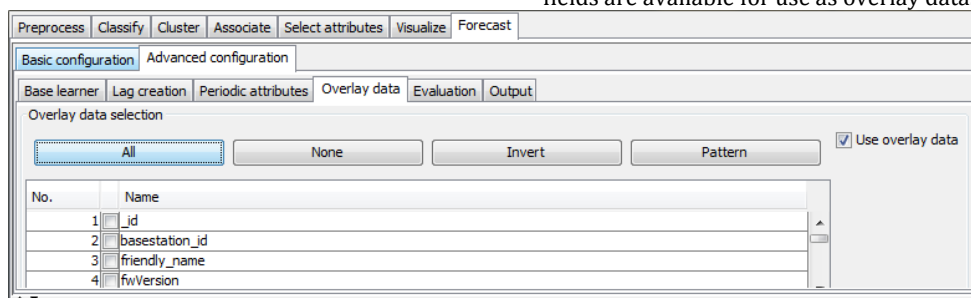 fields are available for use as overlay data
Preprocess Classify Cluster Associate Select attributes Visualize Forecast
Basic configuration Advanced configuration
Base learner Lag creation Periodic attributes Overlay data Evaluation Output
Overlay data selection
All None Invert Pattern Use overlay data
No. Name
1 _id
2 basestation_id
3 friendly_name
4 fwVersion